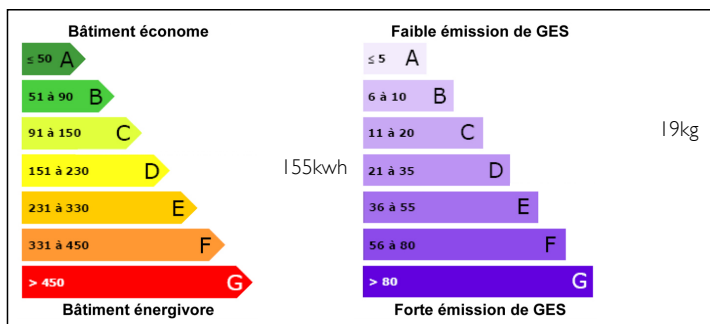 Bâtiment économe
≤ 50 A
51 à 90 B
91 à 150 C
151 à 230 D
155kwh
231 à 330 E
331 à 450 F
> 450 G
Bâtiment énergivore
Faible émission de GES
≤ 5 A
6 à 10 B
11 à 20 C
19kg
21 à 35 D
36 à 55 E
56 à 80 F
> 80 G
Forte émission de GES